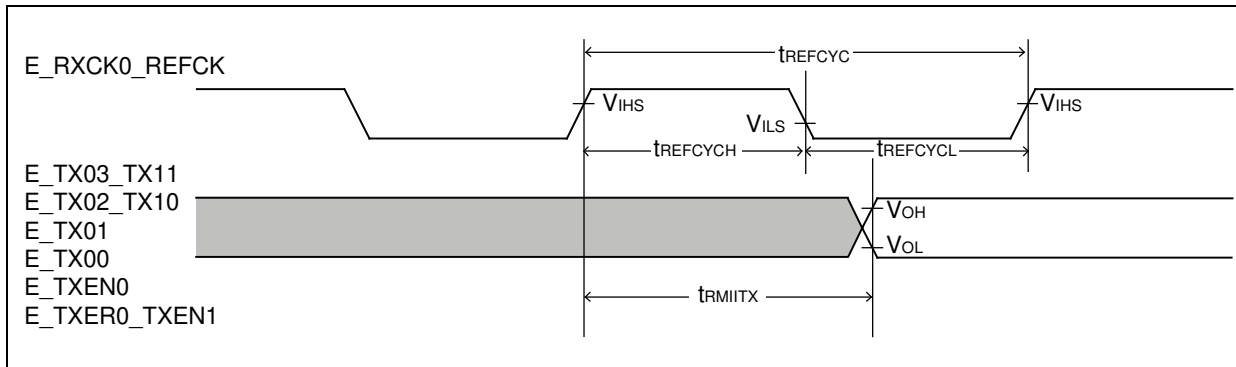 tREFCYC
E_RXCK0_REFCK
VIHS
VILS
VIHS
tREFCYCH
tREFCYCL
E_TX03_TX11
E_TX02_TX10
E_TX01
E_TX00
E_TXEN0
E_TXER0_TXEN1
VOH
VOL
tRMIITX